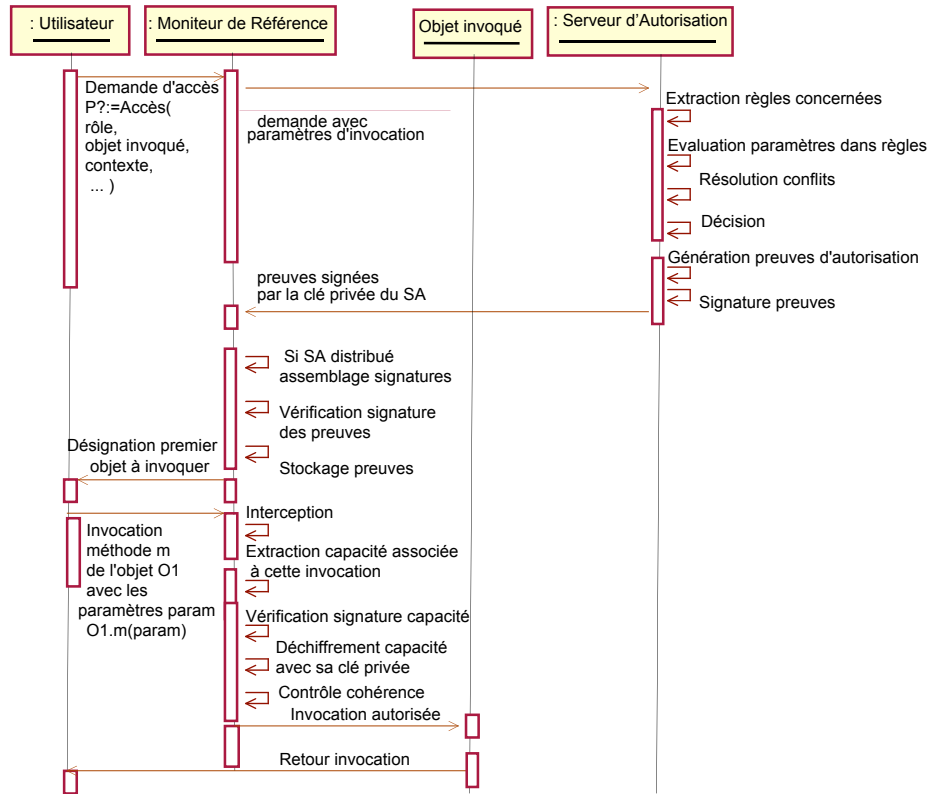 : Utilisateur
: Moniteur de Référence
Objet invoqué
: Serveur d'Autorisation
Demande d'accès
P?:=Accès(
rôle,
objet invoqué,
contexte,
... )
demande avec
paramètres d'invocation
Extraction règles concernées
Evaluation paramètres dans règles
Résolution conflits
Décision
Génération preuves d'autorisation
Signature preuves
preuves signées
par la clé privée du SA
Si SA distribué
assemblage signatures
Vérification signature
des preuves
Stockage preuves
Désignation premier
objet à invoquer
Interception
Invocation
méthode m
de l'objet O1
avec les
paramètres param
O1.m(param)
Extraction capacité associée
à cette invocation
Vérification signature capacité
Déchiffrement capacité
avec sa clé privée
Contrôle cohérence
Invocation autorisée
Retour invocation